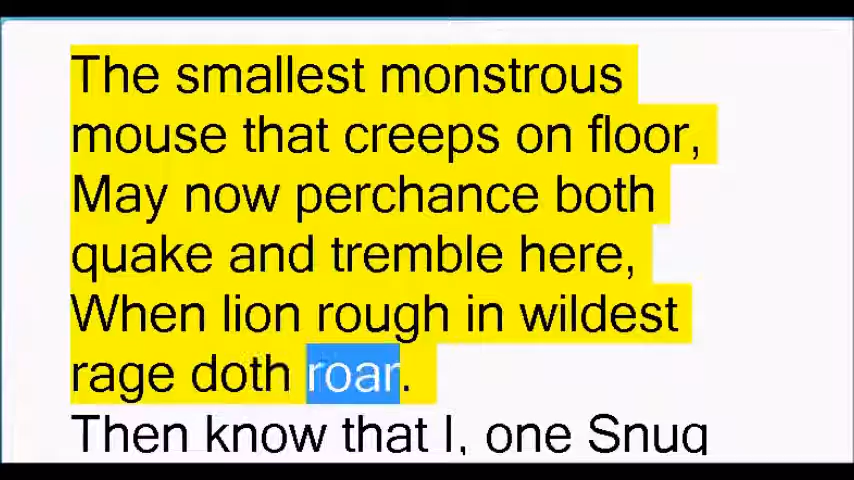 The smallest monstrous
mouse that creeps on floor,
May now perchance both
quake and tremble here,
When lion rough in wildest
rage doth roar.
Then know that I, one Snug